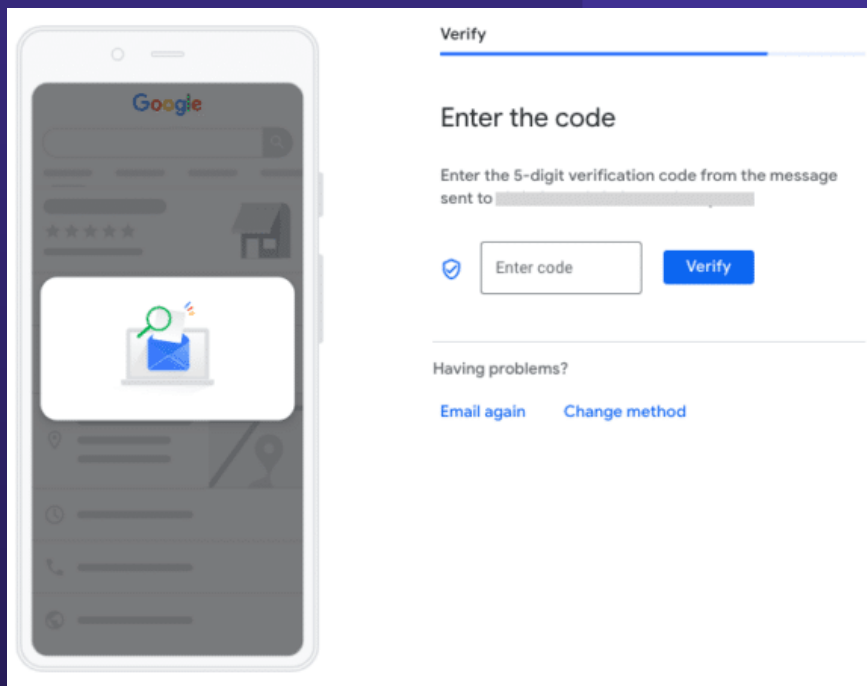 Google
Verify
Enter the code
Enter the 5-digit verification code from the message
sent to
Enter code
Verify
Having problems?
Email again
Change method